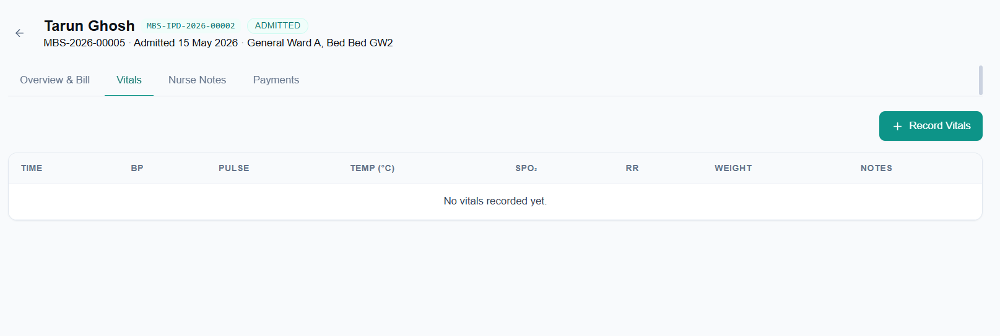 Tarun Ghosh MBS-IPD-2026-00002 ADMITTED
MBS-2026-00005 · Admitted 15 May 2026 · General Ward A, Bed Bed GW2
Overview & Bill Vitals Nurse Notes Payments
+ Record Vitals
TIME BP PULSE TEMP (°C) SPO₂ RR WEIGHT NOTES
No vitals recorded yet.